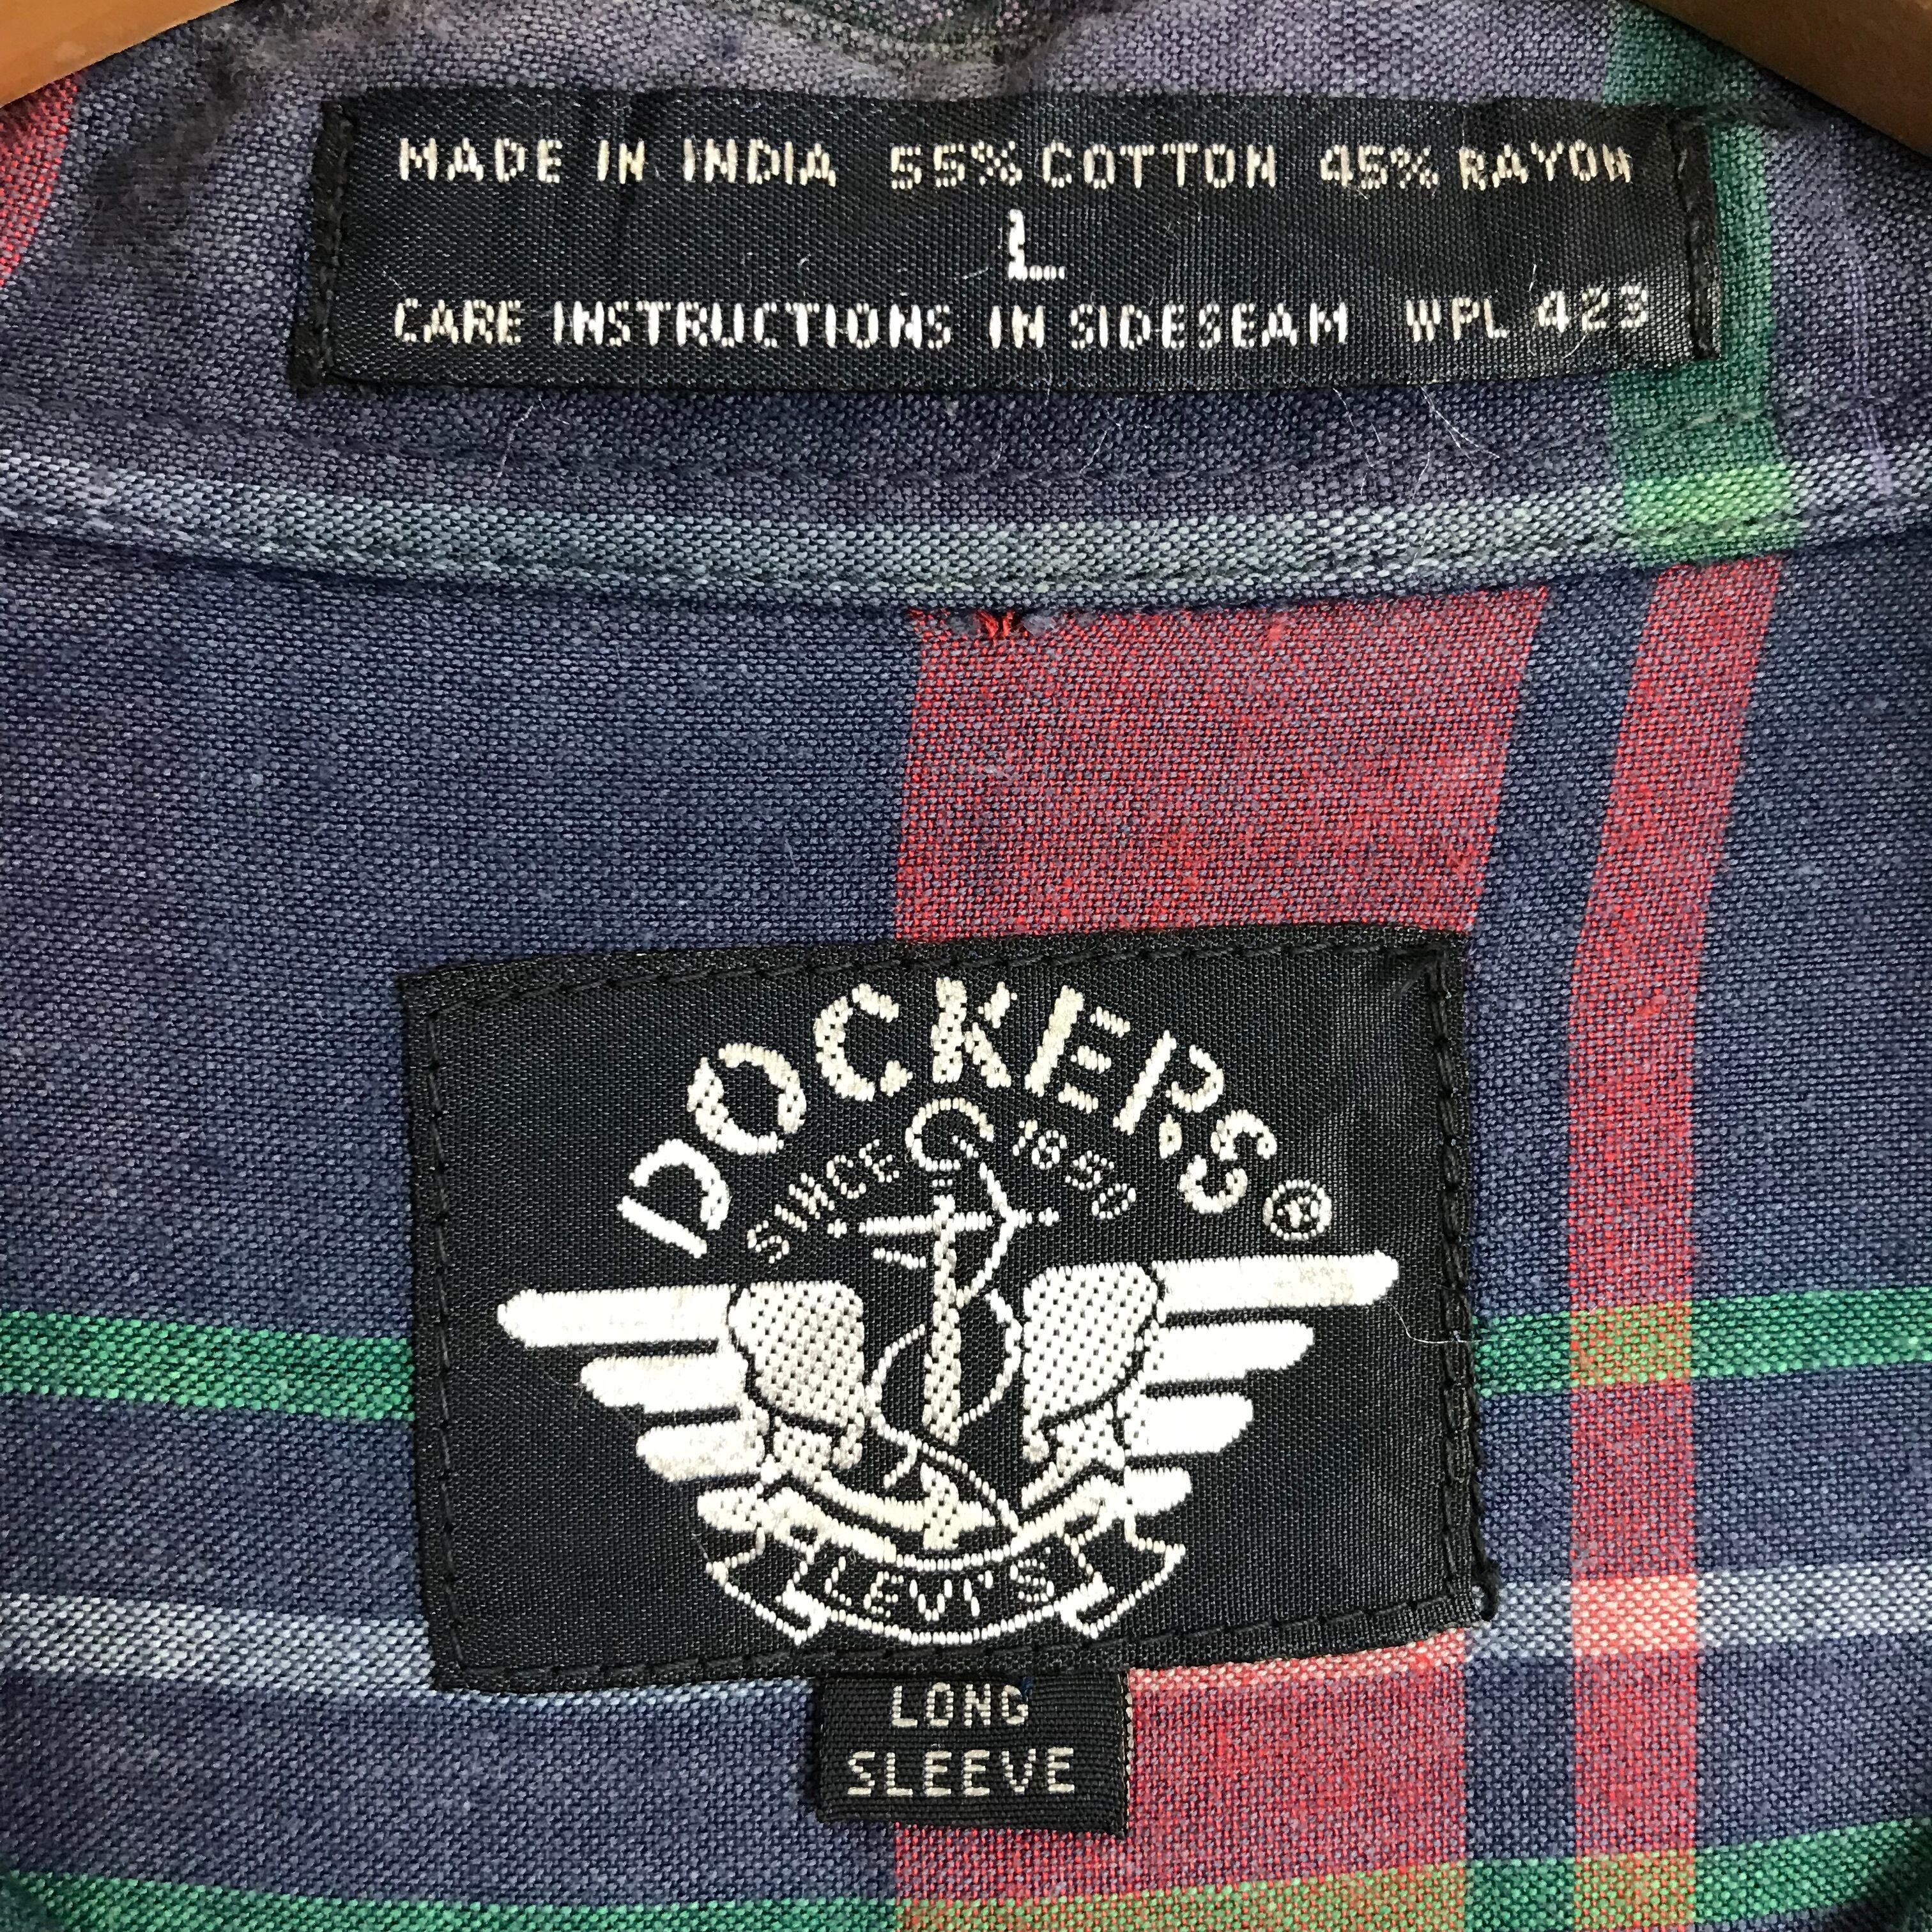 MADE IN INDIA 55% COTTON 45% RAYON
L
CARE INSTRUCTIONS IN SIDESEAM WPL 423
DOCKERS®
SINCE 1850
LEVI'S
LONG
SLEEVE